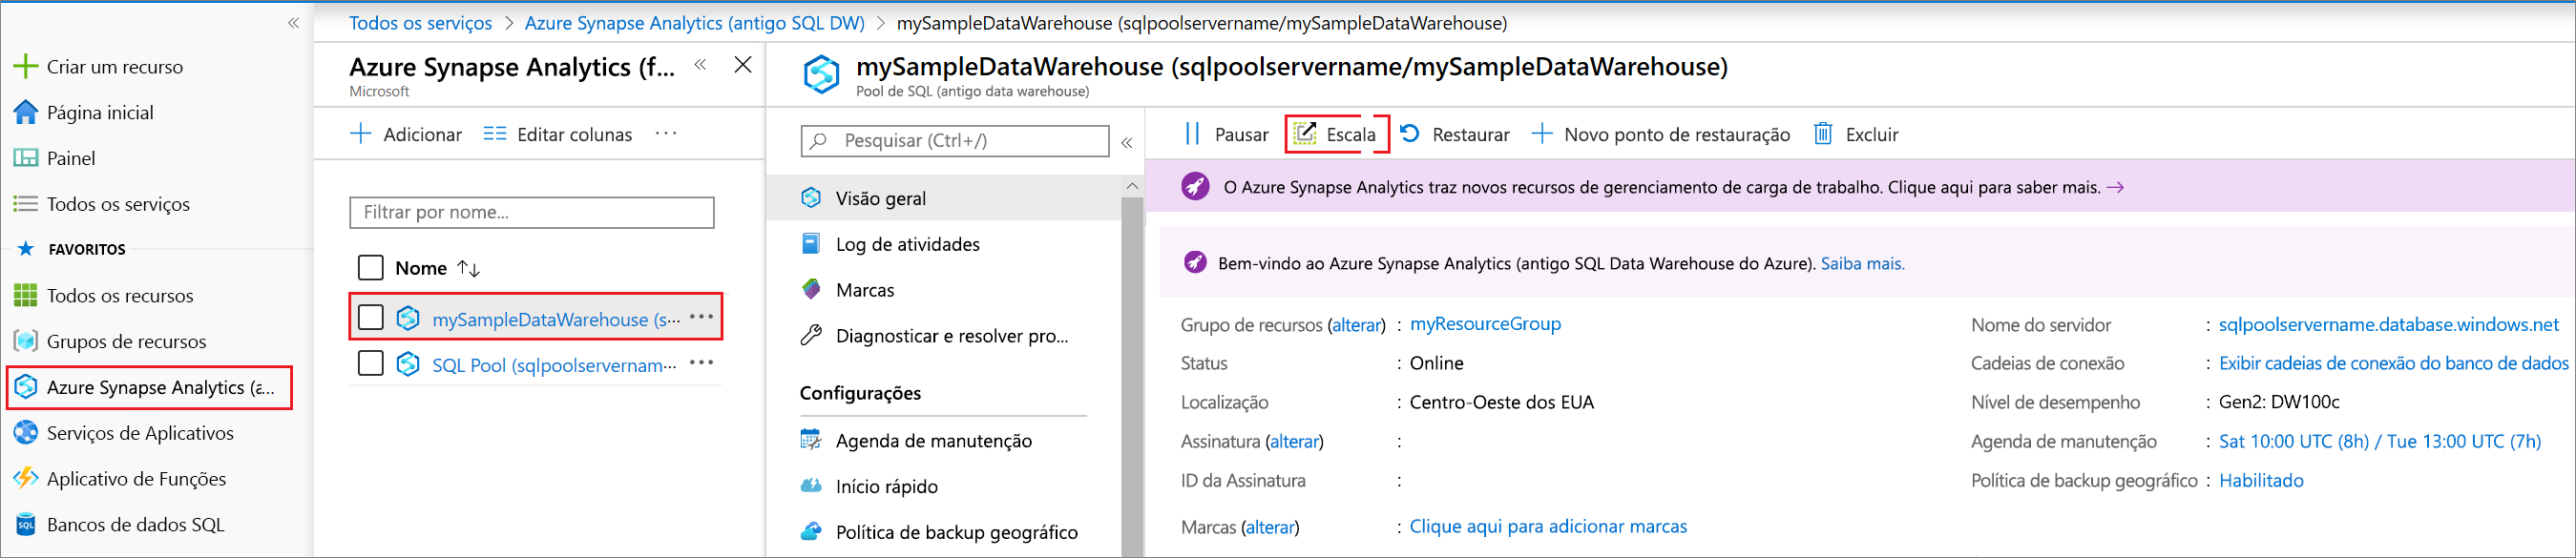 Todos os serviços > Azure Synapse Analytics (antigo SQL DW) > mySampleDataWarehouse (sqlpoolservername/mySampleDataWarehouse)
Criar um recurso
Página inicial
Painel
Todos os serviços
FAVORITOS
Todos os recursos
Grupos de recursos
Azure Synapse Analytics (a...
Serviços de Aplicativos
Aplicativo de Funções
Bancos de dados SQL
Azure Synapse Analytics (f...
Microsoft
Adicionar
Editar colunas
Filtrar por nome...
Nome
mySampleDataWarehouse (s...
SQL Pool (sqlpoolservernam...
mySampleDataWarehouse (sqlpoolservername/mySampleDataWarehouse)
Pool de SQL (antigo data warehouse)
Pesquisar (Ctrl+/)
Visão geral
Log de atividades
Marcas
Diagnosticar e resolver pro...
Configurações
Agenda de manutenção
Início rápido
Política de backup geográfico
Pausar
Escala
Restaurar
Novo ponto de restauração
Excluir
O Azure Synapse Analytics traz novos recursos de gerenciamento de carga de trabalho. Clique aqui para saber mais. →
Bem-vindo ao Azure Synapse Analytics (antigo SQL Data Warehouse do Azure). Saiba mais.
Grupo de recursos (alterar) : myResourceGroup
Status : Online
Localização : Centro-Oeste dos EUA
Assinatura (alterar) :
ID da Assinatura :
Marcas (alterar) : Clique aqui para adicionar marcas
Nome do servidor : sqlpoolservername.database.windows.net
Cadeias de conexão : Exibir cadeias de conexão do banco de dados
Nível de desempenho : Gen2: DW100c
Agenda de manutenção : Sat 10:00 UTC (8h) / Tue 13:00 UTC (7h)
Política de backup geográfico : Habilitado